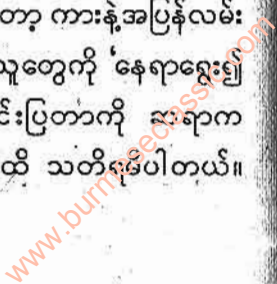 တော့ ကားနဲ့အပြန်လမ်း
ယူတွေကို ‘နေရာရွေး၍
င်းပြတာကို ဆရာက
ထိ သတိရမိပါတယ်။
www.burmeseclassic.com